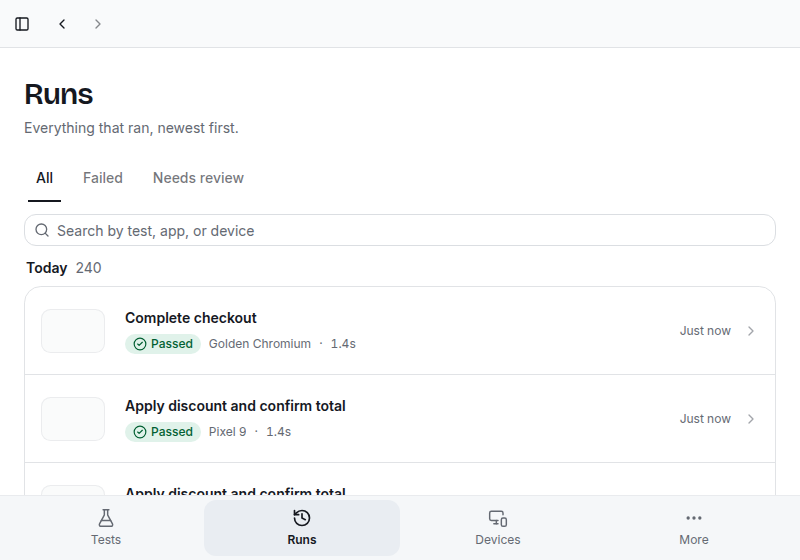 Runs
Everything that ran, newest first.
All Failed Needs review
Search by test, app, or device
Today 240
Complete checkout
Passed Golden Chromium · 1.4s
Just now
Apply discount and confirm total
Passed Pixel 9 · 1.4s
Just now
Apply discount and confirm total
Tests Runs Devices More